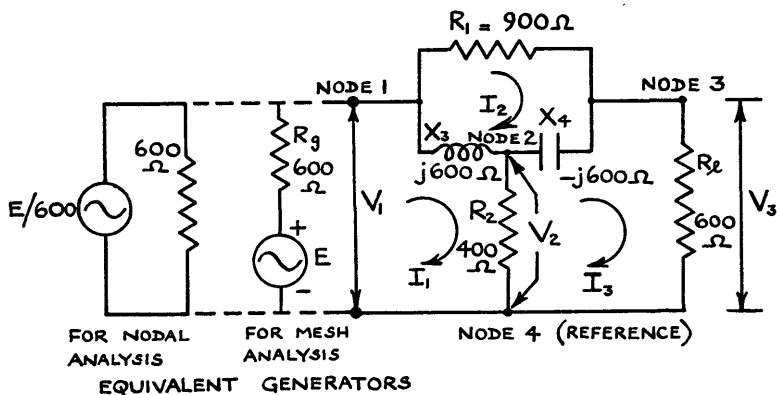 R₁ = 900Ω
NODE 1
I₂
NODE 3
X₃
NODE 2
X₄
j600Ω
-j600Ω
600
Ω
Rg
600
Ω
E/600
+
E
-
V₁
I₁
R₂
400
Ω
V₂
I₃
Rℓ
600
Ω
V₃
FOR NODAL
ANALYSIS
FOR MESH
ANALYSIS
NODE 4 (REFERENCE)
EQUIVALENT GENERATORS